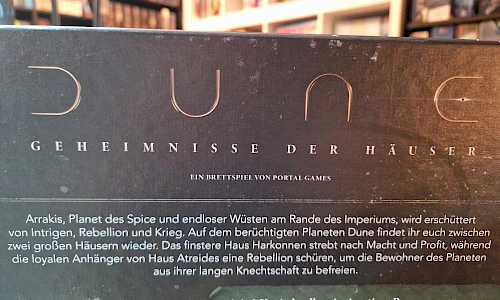 DUNE
GEHEIMNISSE DER HÄUSER
EIN BRETTSPIEL VON PORTAL GAMES
Arrakis, Planet des Spice und endloser Wüsten am Rande des Imperiums, wird erschüttert
von Intrigen, Rebellion und Krieg. Auf dem berüchtigten Planeten Dune findet ihr euch zwischen
zwei großen Häusern wieder. Das finstere Haus Harkonnen strebt nach Macht und Profit, während
die loyalen Anhänger von Haus Atreides eine Rebellion schüren, um die Bewohner des Planeten
aus ihrer langen Knechtschaft zu befreien.